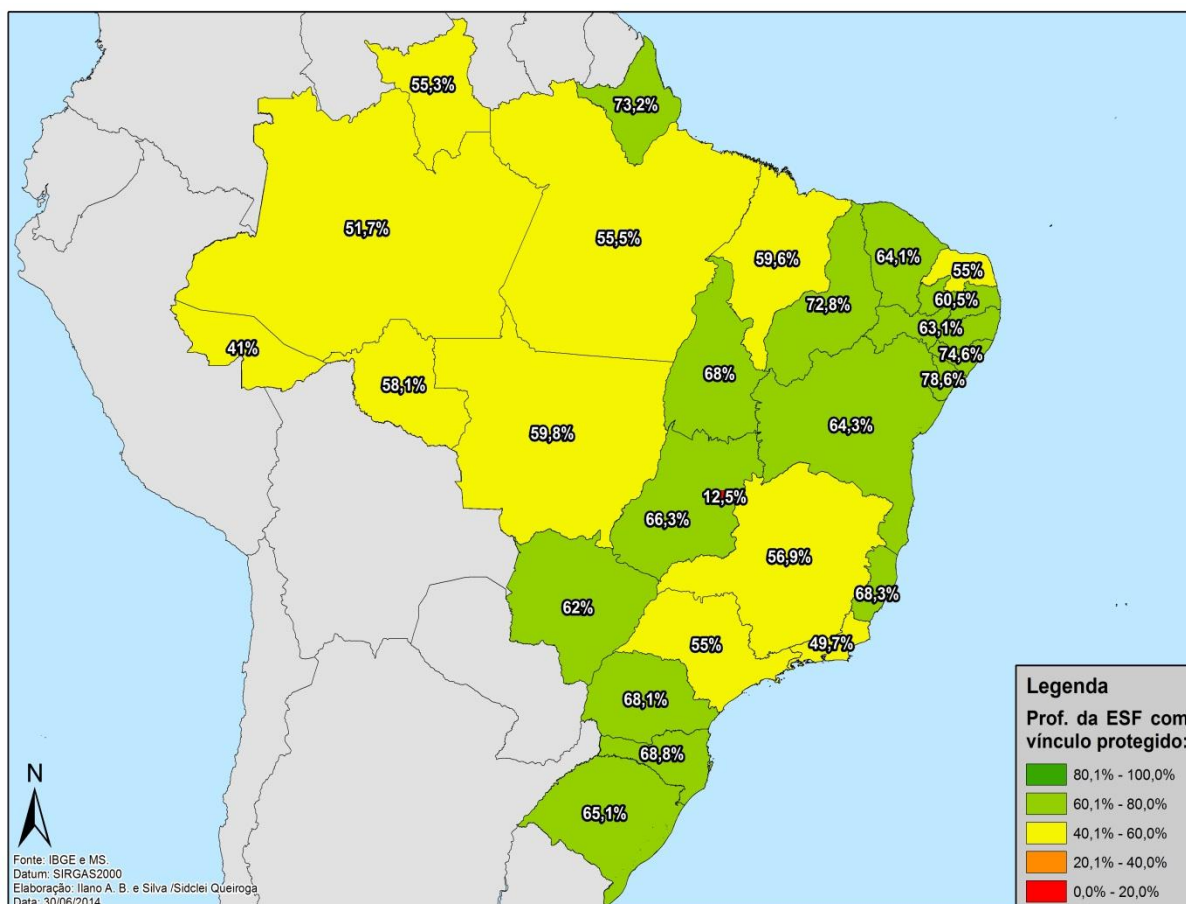 55,3%
73,2%
51,7%
55,5%
59,6%
64,1%
55%
72,8%
60,5%
63,1%
41%
58,1%
68%
74,6%
78,6%
59,8%
64,3%
12,5%
66,3%
56,9%
62%
68,3%
55%
49,7%
68,1%
68,8%
65,1%
N
Fonte: IBGE e MS.
Datum: SIRGAS2000
Elaboração: Ilano A. B. e Silva /Sidclei Queiroga
Data: 30/06/2014
Legenda
Prof. da ESF com
vínculo protegido:
80,1% - 100,0%
60,1% - 80,0%
40,1% - 60,0%
20,1% - 40,0%
0,0% - 20,0%